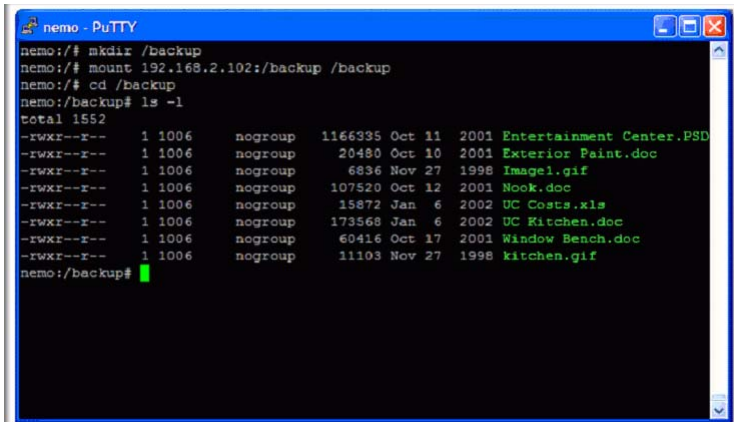 nemo - PuTTY
nemo:/# mkdir /backup
nemo:/# mount 192.168.2.102:/backup /backup
nemo:/# cd /backup
nemo:/backup# ls -l
total 1552
-rwxr--r-- 1 1006 nogroup 1166335 Oct 11 2001 Entertainment Center.PSD
-rwxr--r-- 1 1006 nogroup 20480 Oct 10 2001 Exterior Paint.doc
-rwxr--r-- 1 1006 nogroup 6836 Nov 27 1998 Image1.gif
-rwxr--r-- 1 1006 nogroup 107520 Oct 12 2001 Nook.doc
-rwxr--r-- 1 1006 nogroup 15872 Jan 6 2002 UC Costs.xls
-rwxr--r-- 1 1006 nogroup 173568 Jan 6 2002 UC Kitchen.doc
-rwxr--r-- 1 1006 nogroup 60416 Oct 17 2001 Window Bench.doc
-rwxr--r-- 1 1006 nogroup 11103 Nov 27 1998 kitchen.gif
nemo:/backup#